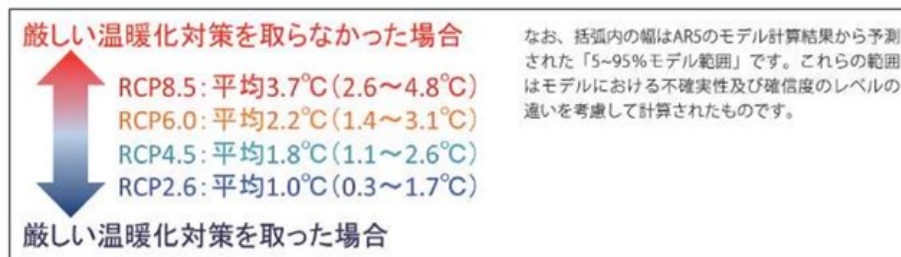 厳しい温暖化対策を取らなかった場合
RCP8.5：平均3.7℃（2.6～4.8℃）
RCP6.0：平均2.2℃（1.4～3.1℃）
RCP4.5：平均1.8℃（1.1～2.6℃）
RCP2.6：平均1.0℃（0.3～1.7℃）
厳しい温暖化対策を取った場合
なお、括弧内の幅はAR5のモデル計算結果から予測
された「5~95%モデル範囲」です。これらの範囲
はモデルにおける不確実性及び確信度のレベルの
違いを考慮して計算されたものです。